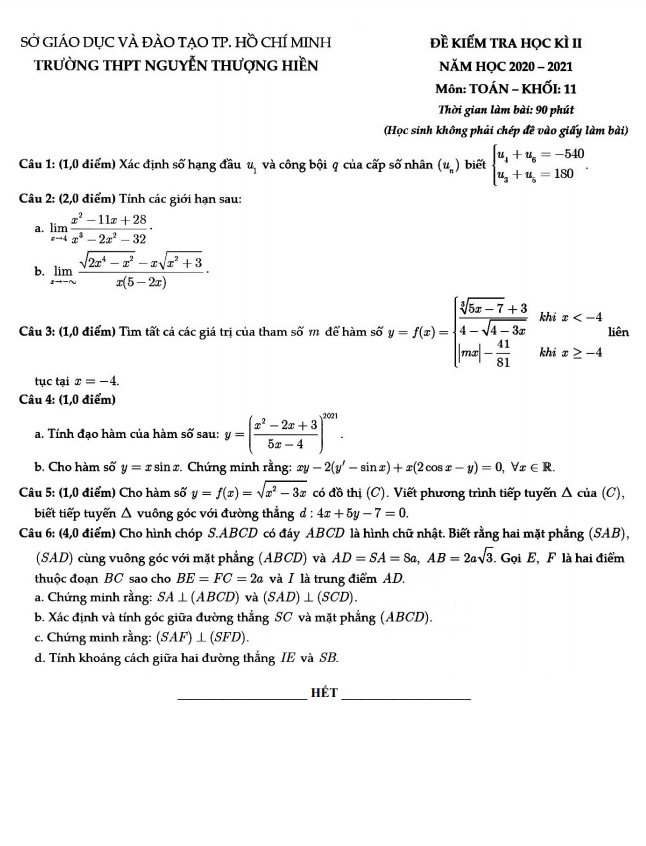 SỞ GIÁO DỤC VÀ ĐÀO TẠO TP. HỒ CHÍ MINH
TRƯỜNG THPT NGUYỄN THƯỢNG HIỀN
ĐỀ KIỂM TRA HỌC KÌ II
NĂM HỌC 2020 – 2021
Môn: TOÁN – KHỐI: 11
Thời gian làm bài: 90 phút
(Học sinh không phải chép đề vào giấy làm bài)
Câu 1: (1,0 điểm) Xác định số hạng đầu $u_1$ và công bội $q$ của cấp số nhân $(u_n)$ biết $\begin{cases} u_4 + u_6 = -540 \\ u_3 + u_5 = 180 \end{cases}$.
Câu 2: (2,0 điểm) Tính các giới hạn sau:
a. $\lim\limits_{x \to 4} \dfrac{x^2 - 11x + 28}{x^3 - 2x^2 - 32}$.
b. $\lim\limits_{x \to -\infty} \dfrac{\sqrt{2x^4 - x^2} - x\sqrt{x^2 + 3}}{x(5 - 2x)}$.
Câu 3: (1,0 điểm) Tìm tất cả các giá trị của tham số $m$ để hàm số $y = f(x) = \begin{cases} \dfrac{\sqrt[3]{5x - 7} + 3}{4 - \sqrt{4 - 3x}} & khi\ x < -4 \\ |mx| - \dfrac{41}{81} & khi\ x \geq -4 \end{cases}$ liên
tục tại $x = -4$.
Câu 4: (1,0 điểm)
a. Tính đạo hàm của hàm số sau: $y = \left(\dfrac{x^2 - 2x + 3}{5x - 4}\right)^{2021}$.
b. Cho hàm số $y = x\sin x$. Chứng minh rằng: $xy - 2(y' - \sin x) + x(2\cos x - y) = 0,\ \forall x \in \mathbb{R}$.
Câu 5: (1,0 điểm) Cho hàm số $y = f(x) = \sqrt{x^2 - 3x}$ có đồ thị $(C)$. Viết phương trình tiếp tuyến $\Delta$ của $(C)$,
biết tiếp tuyến $\Delta$ vuông góc với đường thẳng $d: 4x + 5y - 7 = 0$.
Câu 6: (4,0 điểm) Cho hình chóp $S.ABCD$ có đáy $ABCD$ là hình chữ nhật. Biết rằng hai mặt phẳng $(SAB)$,
$(SAD)$ cùng vuông góc với mặt phẳng $(ABCD)$ và $AD = SA = 8a$, $AB = 2a\sqrt{3}$. Gọi $E$, $F$ là hai điểm
thuộc đoạn $BC$ sao cho $BE = FC = 2a$ và $I$ là trung điểm $AD$.
a. Chứng minh rằng: $SA \perp (ABCD)$ và $(SAD) \perp (SCD)$.
b. Xác định và tính góc giữa đường thẳng $SC$ và mặt phẳng $(ABCD)$.
c. Chứng minh rằng: $(SAF) \perp (SFD)$.
d. Tính khoảng cách giữa hai đường thẳng $IE$ và $SB$.
HẾT